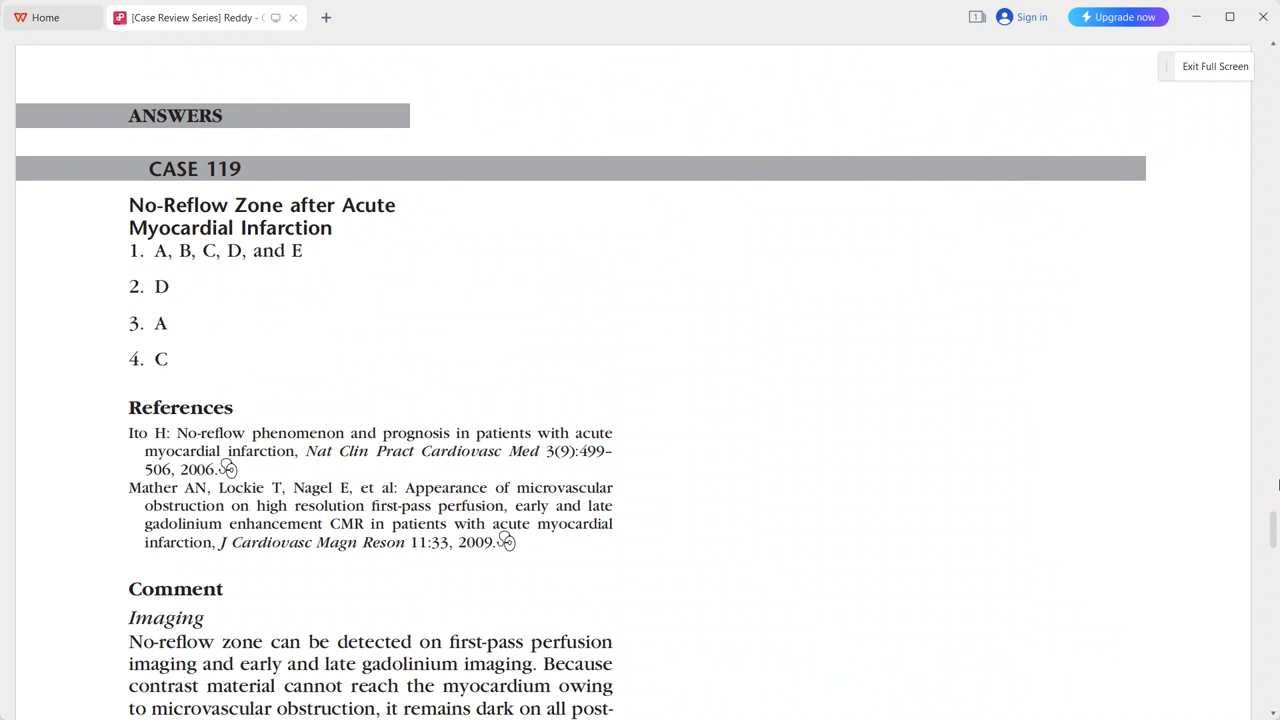 Home
[Case Review Series] Reddy -
Sign in
Upgrade now
Exit Full Screen
ANSWERS
CASE 119
No-Reflow Zone after Acute
Myocardial Infarction
1. A, B, C, D, and E
2. D
3. A
4. C
References
Ito H: No-reflow phenomenon and prognosis in patients with acute
myocardial infarction, Nat Clin Pract Cardiovasc Med 3(9):499–
506, 2006.
Mather AN, Lockie T, Nagel E, et al: Appearance of microvascular
obstruction on high resolution first-pass perfusion, early and late
gadolinium enhancement CMR in patients with acute myocardial
infarction, J Cardiovasc Magn Reson 11:33, 2009.
Comment
Imaging
No-reflow zone can be detected on first-pass perfusion
imaging and early and late gadolinium imaging. Because
contrast material cannot reach the myocardium owing
to microvascular obstruction, it remains dark on all post-